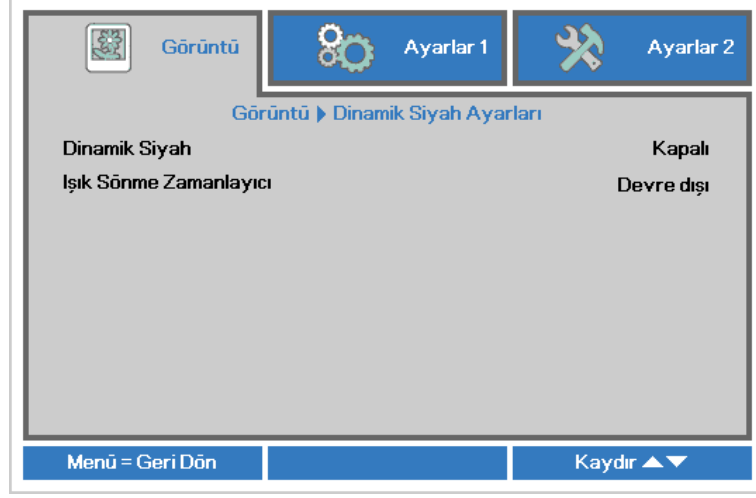 Görüntü
Ayarlar 1
Ayarlar 2
Görüntü ▶ Dinamik Siyah Ayarları
Dinamik Siyah Kapalı
Işık Sönme Zamanlayıcı Devre dışı
Menü = Geri Dön
Kaydır ▲▼